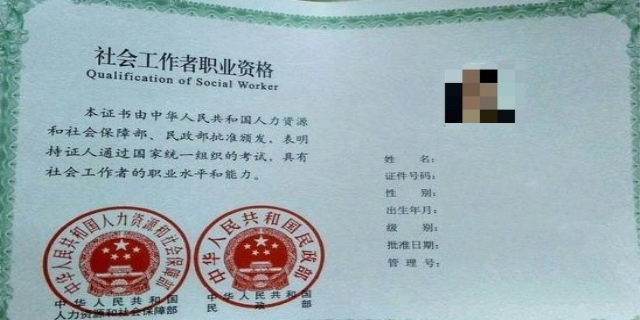 社会工作者职业资格
Qualification of Social Worker
本证书由中华人民共和国人力资源
和社会保障部、民政部批准颁发，表明
持证人通过国家统一组织的考试，具有
社会工作者的职业水平和能力。
中华人民共和国人力资源和社会保障部
中华人民共和国
人力资源和社会保障部
中华人民共和国民政部
中华人民共和国
民政部
姓名：
证件号码：
性别：
出生年月：
级别：
批准日期：
管理号：